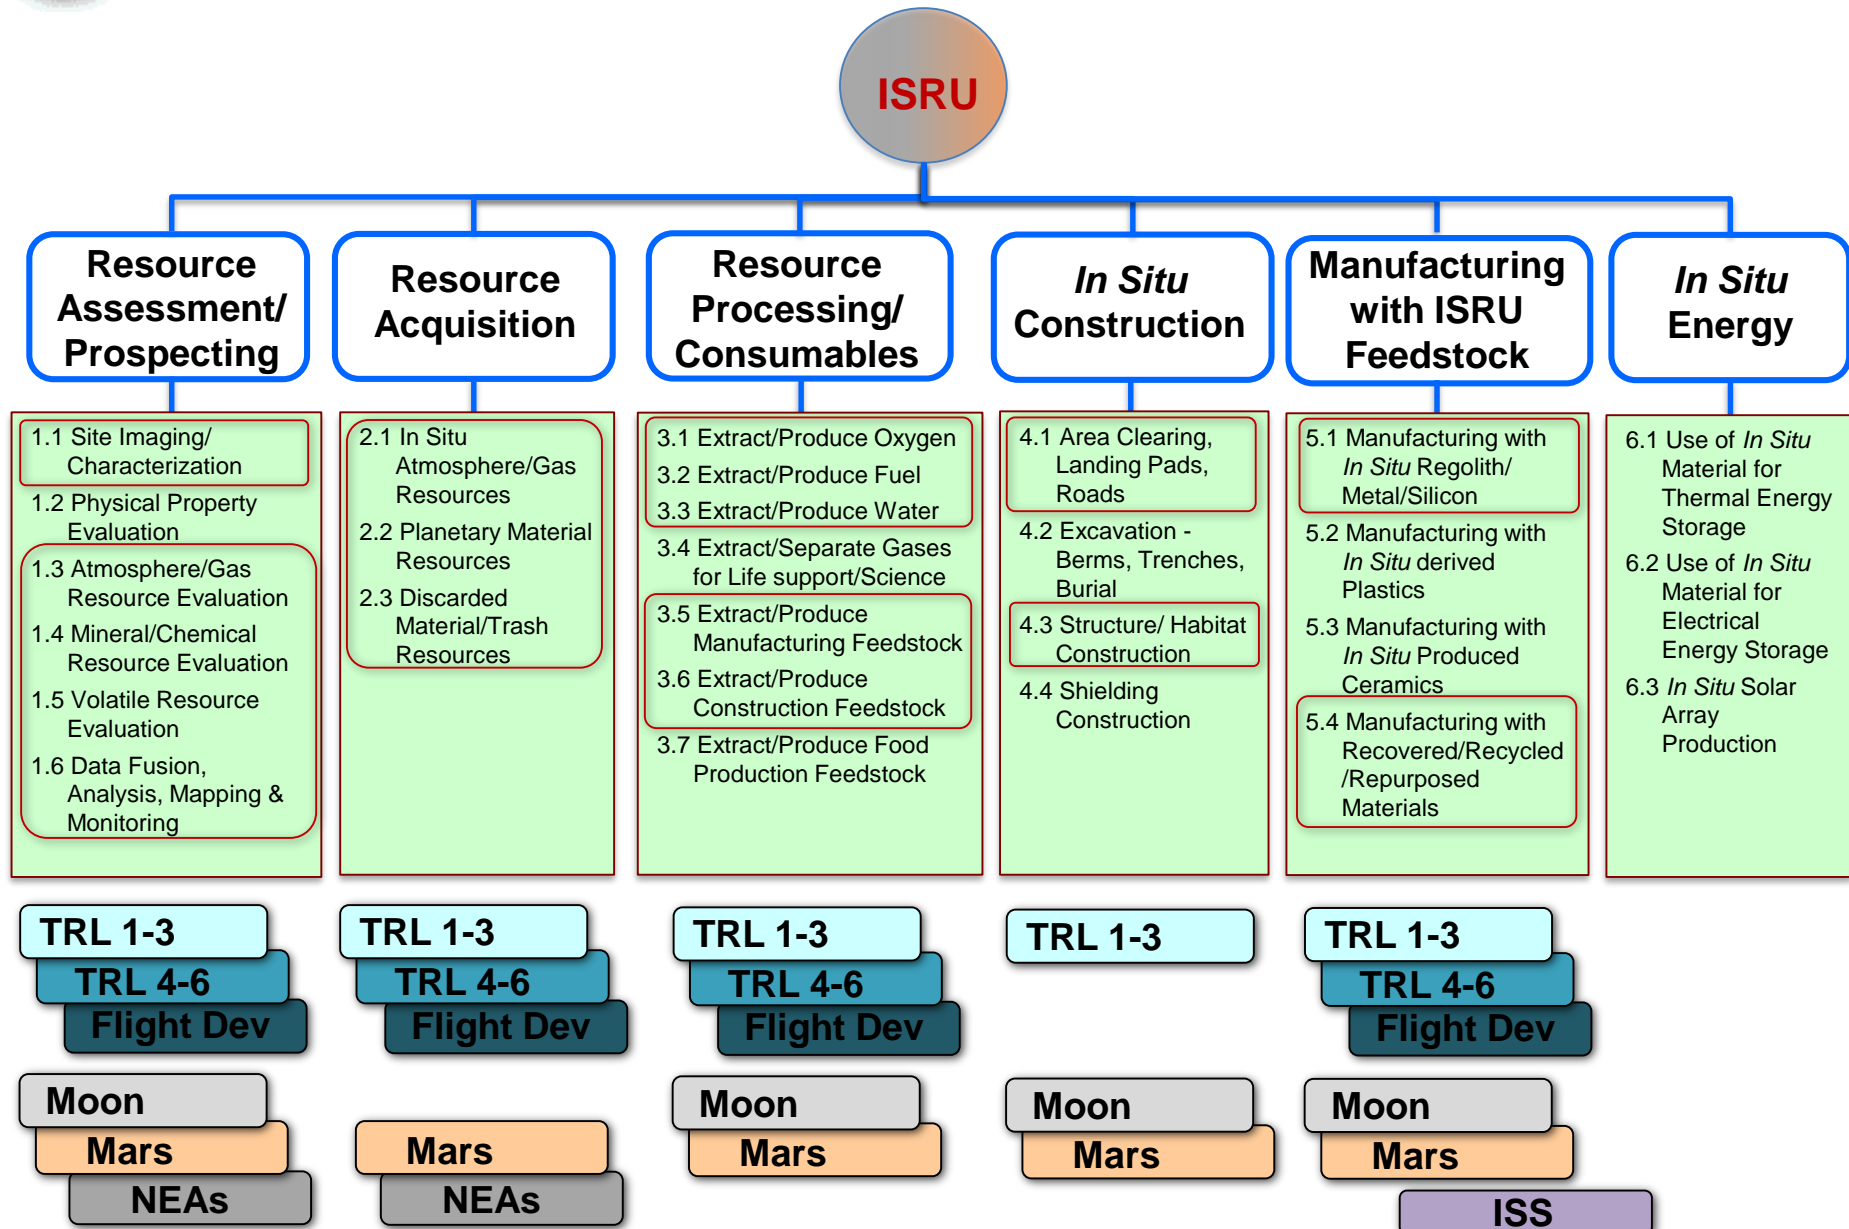 ISRU
Resource
Assessment/
Prospecting
Resource
Acquisition
Resource
Processing/
Consumables
In Situ
Construction
Manufacturing
with ISRU
Feedstock
In Situ
Energy
1.1 Site Imaging/
Characterization
1.2 Physical Property
Evaluation
1.3 Atmosphere/Gas
Resource Evaluation
1.4 Mineral/Chemical
Resource Evaluation
1.5 Volatile Resource
Evaluation
1.6 Data Fusion,
Analysis, Mapping &
Monitoring
2.1 In Situ
Atmosphere/Gas
Resources
2.2 Planetary Material
Resources
2.3 Discarded
Material/Trash
Resources
3.1 Extract/Produce Oxygen
3.2 Extract/Produce Fuel
3.3 Extract/Produce Water
3.4 Extract/Separate Gases
for Life support/Science
3.5 Extract/Produce
Manufacturing Feedstock
3.6 Extract/Produce
Construction Feedstock
3.7 Extract/Produce Food
Production Feedstock
4.1 Area Clearing,
Landing Pads,
Roads
4.2 Excavation -
Berms, Trenches,
Burial
4.3 Structure/ Habitat
Construction
4.4 Shielding
Construction
5.1 Manufacturing with
In Situ Regolith/
Metal/Silicon
5.2 Manufacturing with
In Situ derived
Plastics
5.3 Manufacturing with
In Situ Produced
Ceramics
5.4 Manufacturing with
Recovered/Recycled
/Repurposed
Materials
6.1 Use of In Situ
Material for
Thermal Energy
Storage
6.2 Use of In Situ
Material for
Electrical
Energy Storage
6.3 In Situ Solar
Array
Production
TRL 1-3
TRL 4-6
Flight Dev
TRL 1-3
TRL 4-6
Flight Dev
TRL 1-3
TRL 4-6
Flight Dev
TRL 1-3
TRL 1-3
TRL 4-6
Flight Dev
Moon
Mars
NEAs
Mars
NEAs
Moon
Mars
Moon
Mars
Moon
Mars
ISS